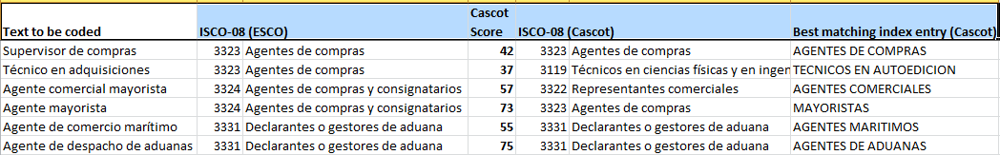 Cascot
Text to be coded ISCO-08 (ESCO) Score ISCO-08 (Cascot) Best matching index entry (Cascot)
Supervisor de compras 3323 Agentes de compras 42 3323 Agentes de compras AGENTES DE COMPRAS
Técnico en adquisiciones 3323 Agentes de compras 37 3119 Técnicos en ciencias físicas y en ingen TECNICOS EN AUTOEDICION
Agente comercial mayorista 3324 Agentes de compras y consignatarios 57 3322 Representantes comerciales AGENTES COMERCIALES
Agente mayorista 3324 Agentes de compras y consignatarios 73 3323 Agentes de compras MAYORISTAS
Agente de comercio marítimo 3331 Declarantes o gestores de aduana 55 3331 Declarantes o gestores de aduana AGENTES MARITIMOS
Agente de despacho de aduanas 3331 Declarantes o gestores de aduana 75 3331 Declarantes o gestores de aduana AGENTES DE ADUANAS